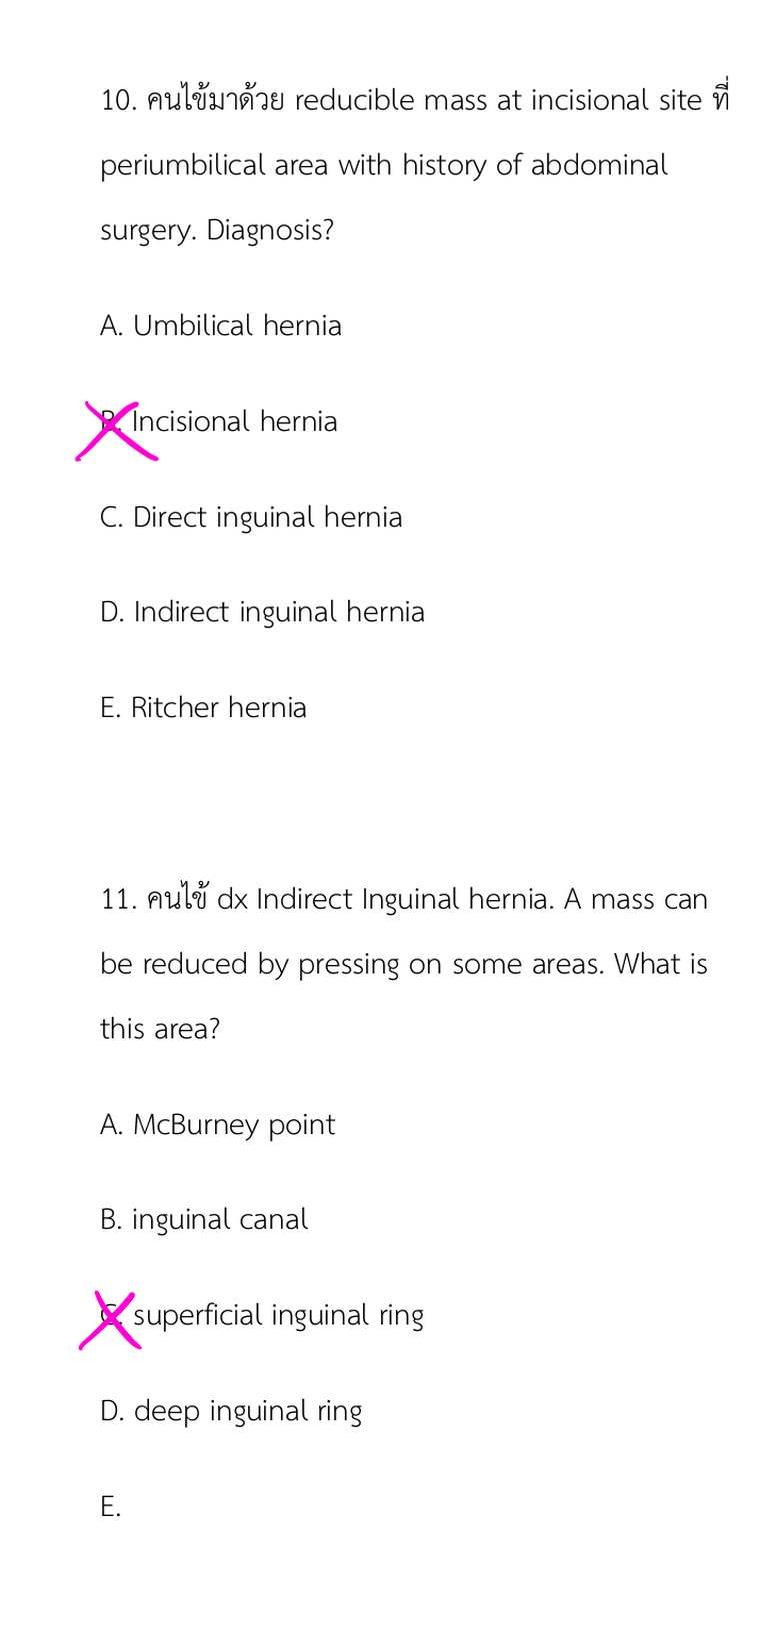 10. คนไข้มาด้วย reducible mass at incisional site ที่
periumbilical area with history of abdominal
surgery. Diagnosis?
A. Umbilical hernia
B. Incisional hernia
C. Direct inguinal hernia
D. Indirect inguinal hernia
E. Ritcher hernia
11. คนไข้ dx Indirect Inguinal hernia. A mass can
be reduced by pressing on some areas. What is
this area?
A. McBurney point
B. inguinal canal
C. superficial inguinal ring
D. deep inguinal ring
E.